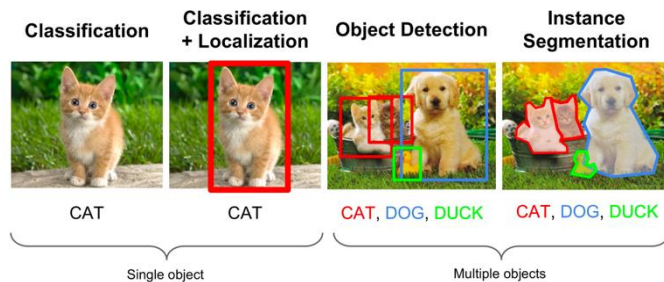 Classification
Classification
+ Localization
Object Detection
Instance
Segmentation
CAT
CAT
CAT, DOG, DUCK
CAT, DOG, DUCK
Single object
Multiple objects